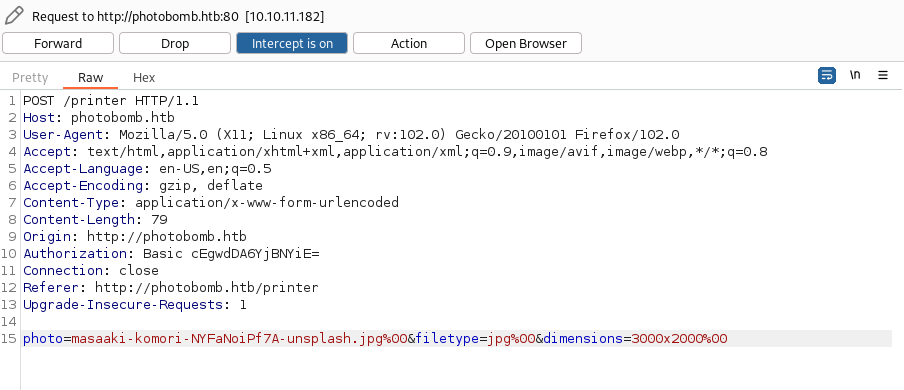 Request to http://photobomb.htb:80 [10.10.11.182]
Forward Drop Intercept is on Action Open Browser
Pretty Raw Hex \n
1 POST /printer HTTP/1.1
2 Host: photobomb.htb
3 User-Agent: Mozilla/5.0 (X11; Linux x86_64; rv:102.0) Gecko/20100101 Firefox/102.0
4 Accept: text/html,application/xhtml+xml,application/xml;q=0.9,image/avif,image/webp,*/*;q=0.8
5 Accept-Language: en-US,en;q=0.5
6 Accept-Encoding: gzip, deflate
7 Content-Type: application/x-www-form-urlencoded
8 Content-Length: 79
9 Origin: http://photobomb.htb
10 Authorization: Basic cEgwdDA6YjBNYiE=
11 Connection: close
12 Referer: http://photobomb.htb/printer
13 Upgrade-Insecure-Requests: 1
14
15 photo=masaaki-komori-NYFaNoiPf7A-unsplash.jpg%00&filetype=jpg%00&dimensions=3000x2000%00